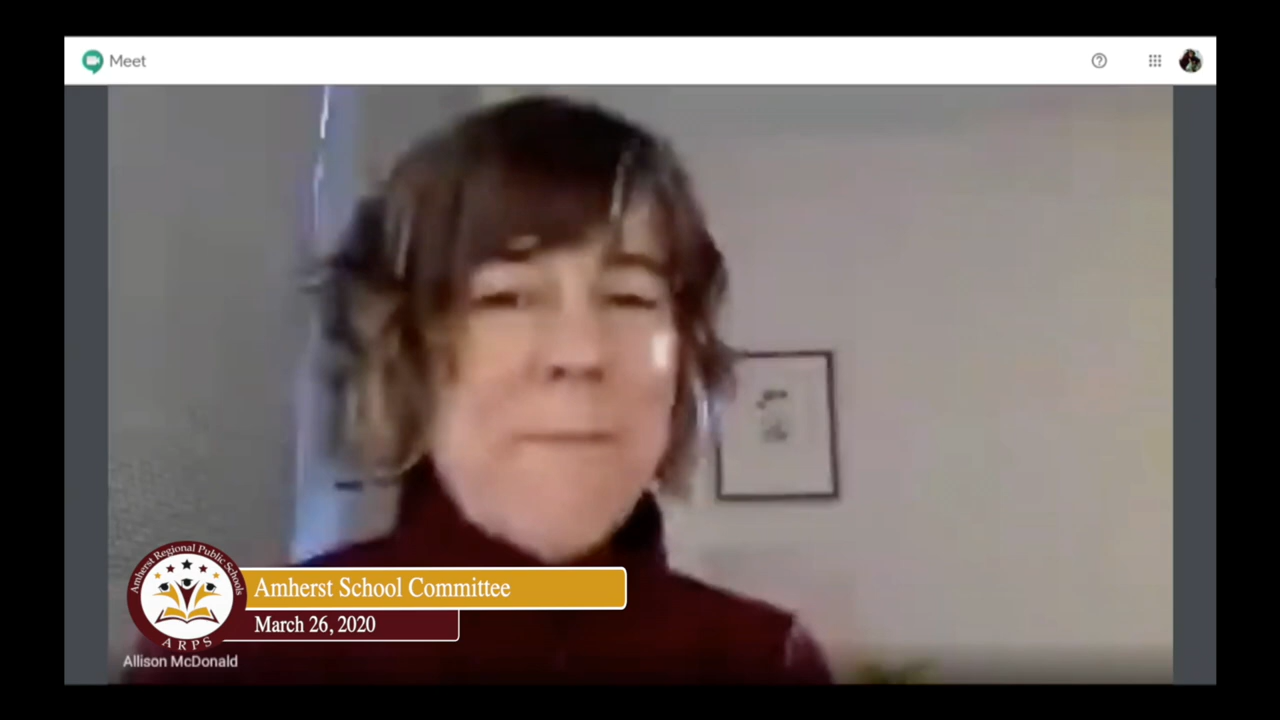 Meet
Amherst Regional Public Schools
ARPS
Amherst School Committee
March 26, 2020
Allison McDonald